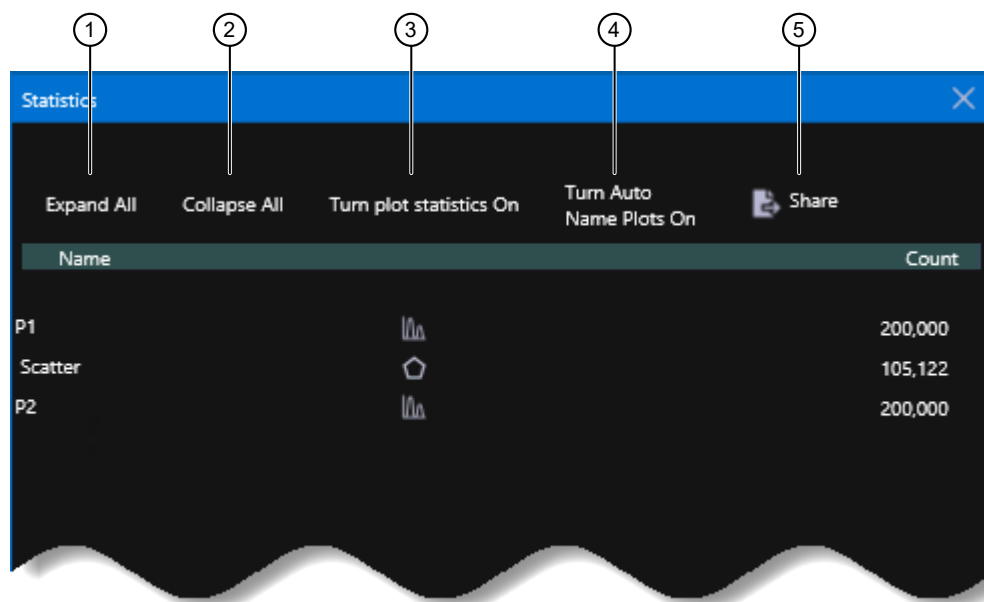 1 2 3 4 5
Statistics
Expand All Collapse All Turn plot statistics On Turn Auto Name Plots On Share
Name Count
P1 200,000
Scatter 105,122
P2 200,000